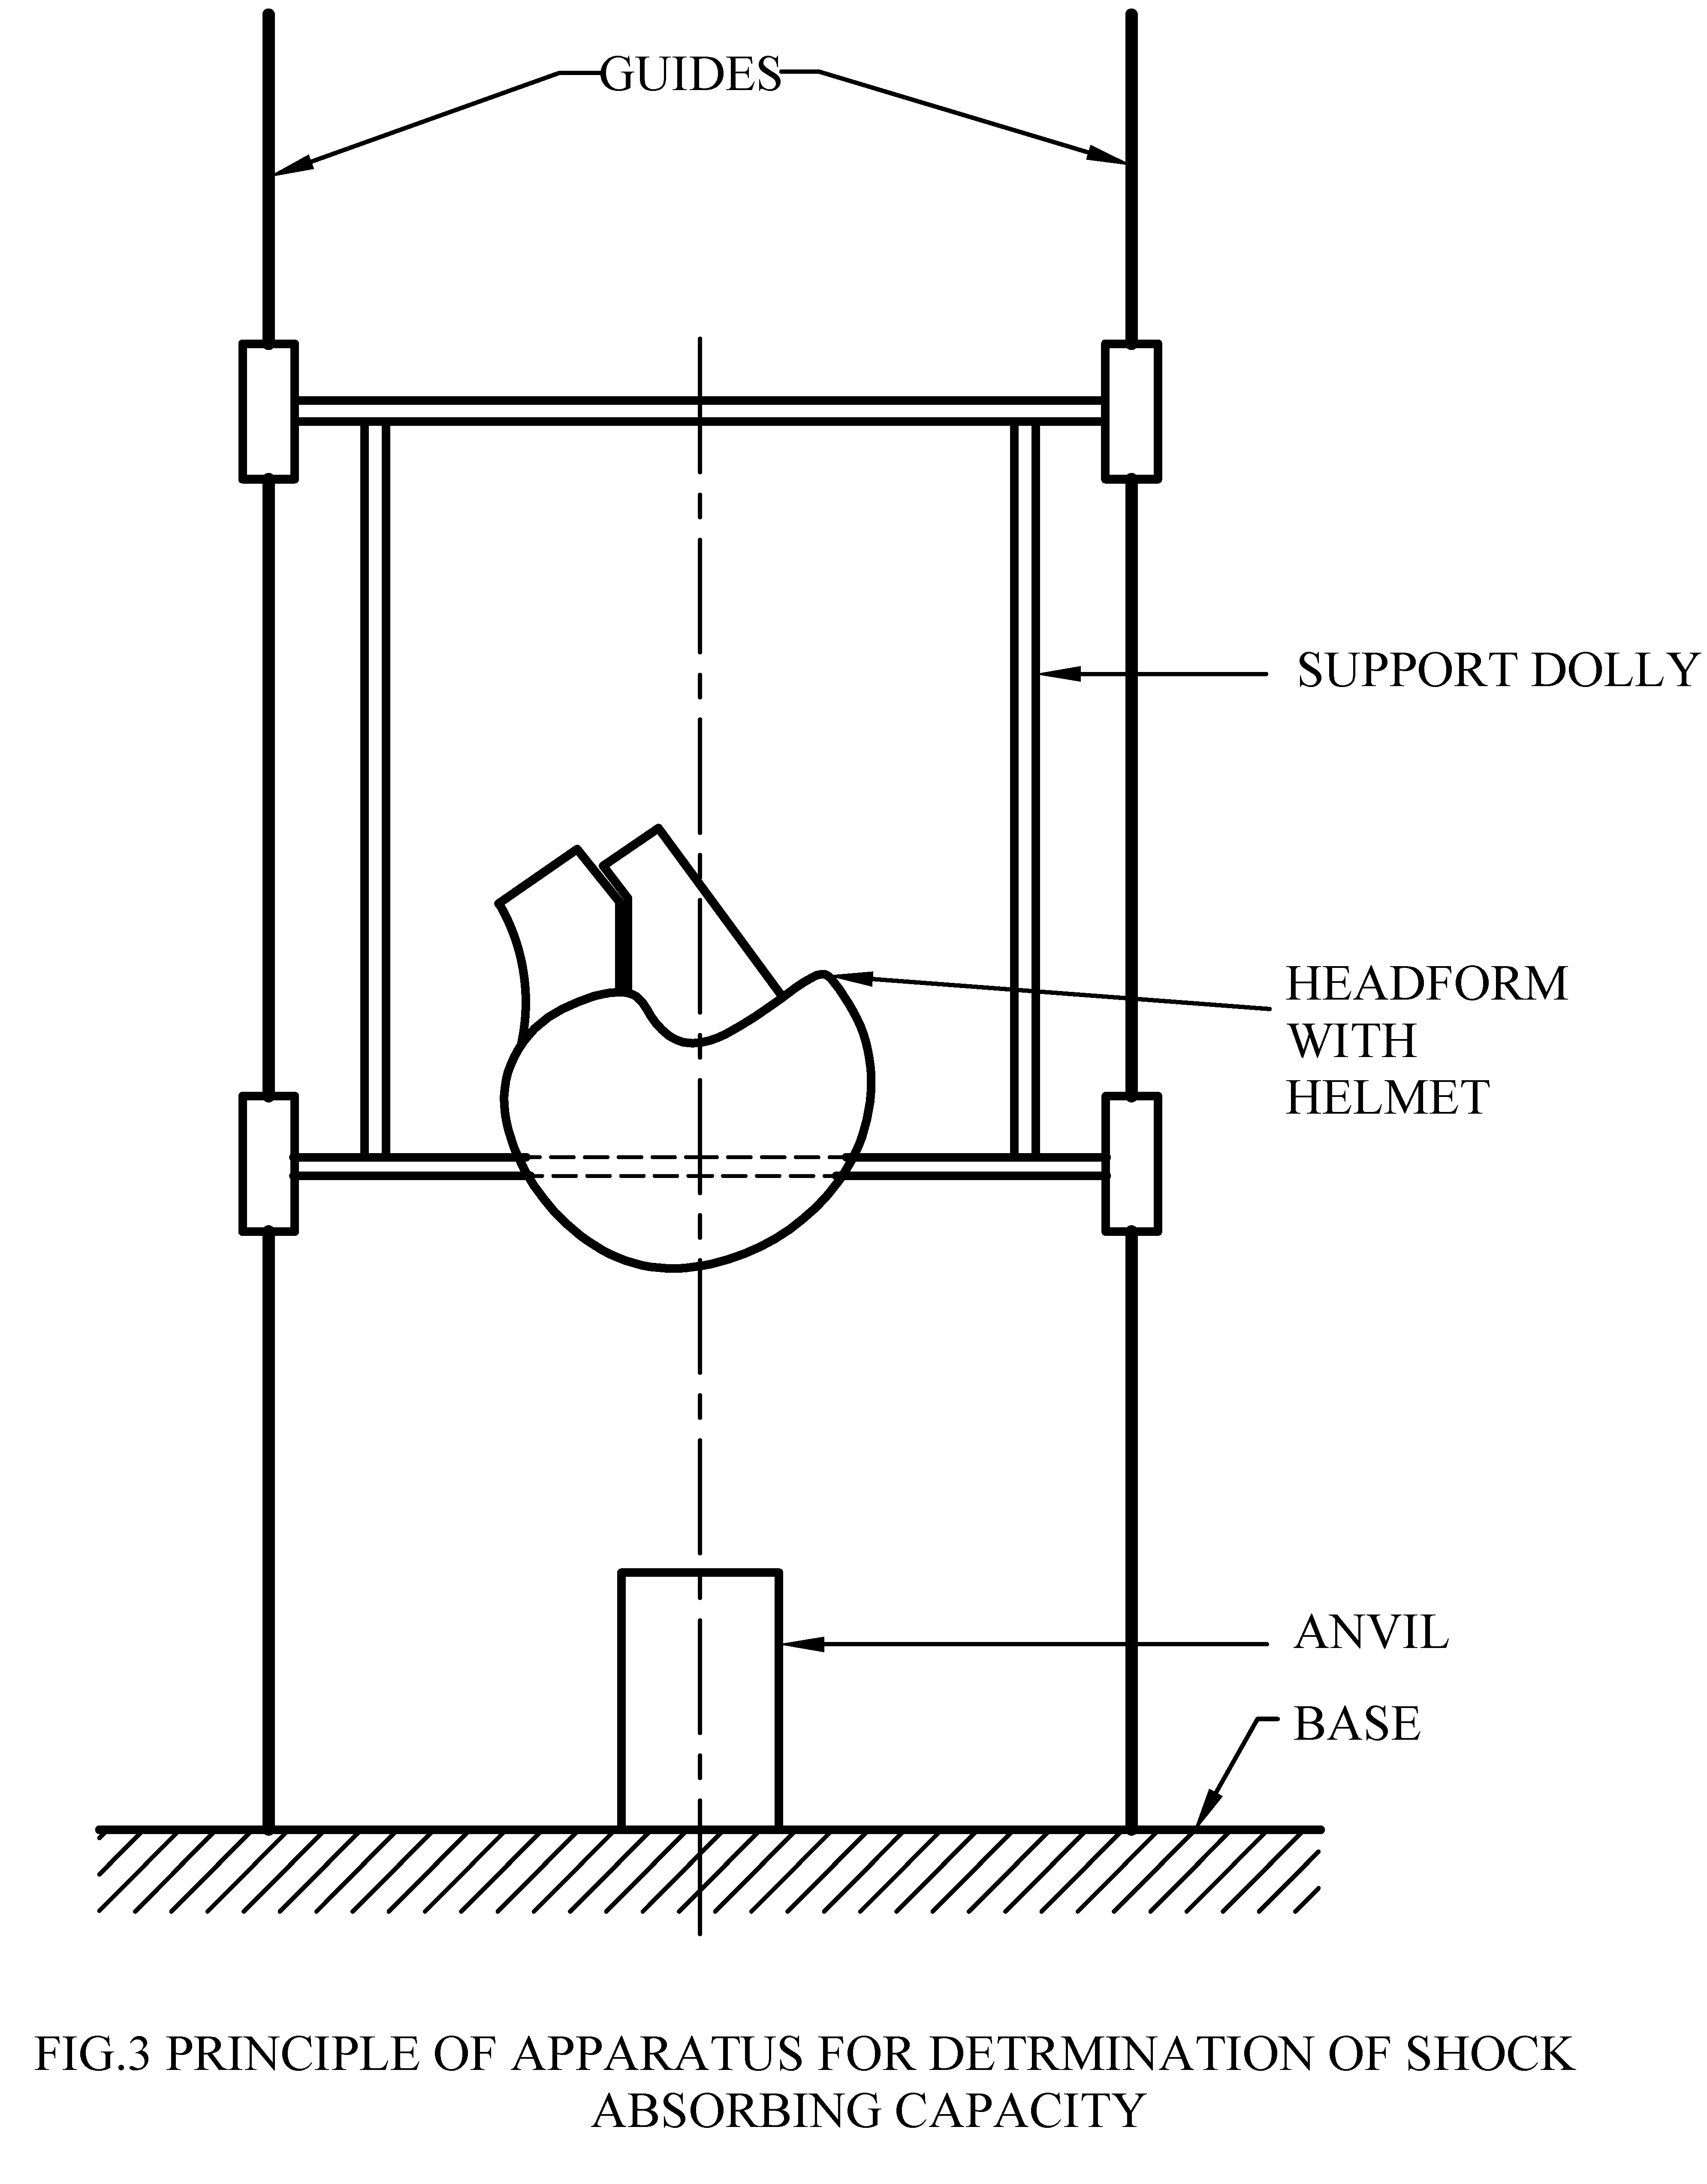 GUIDES
SUPPORT DOLLY
HEADFORM
WITH
HELMET
ANVIL
BASE
FIG.3 PRINCIPLE OF APPARATUS FOR DETRMINATION OF SHOCK
ABSORBING CAPACITY